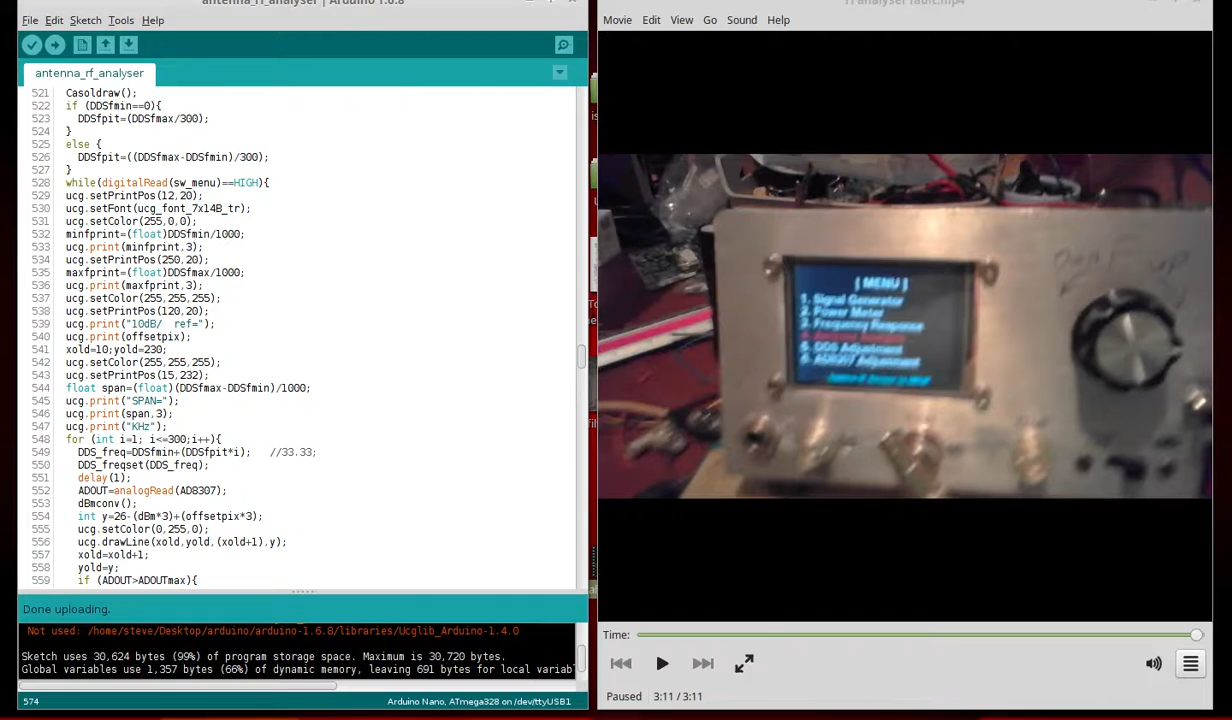 antenna_rf_analyser | Arduino 1.6.8
File Edit Sketch Tools Help
antenna_rf_analyser
521 Casoldraw();
522 if (DDSfmin==0){
523 DDSfpit=(DDSfmax/300);
524 }
525 else {
526 DDSfpit=((DDSfmax-DDSfmin)/300);
527 }
528 while(digitalRead(sw_menu)==HIGH){
529 ucg.setPrintPos(12,20);
530 ucg.setFont(ucg_font_7x14B_tr);
531 ucg.setColor(255,0,0);
532 minfprint=(float)DDSfmin/1000;
533 ucg.print(minfprint,3);
534 ucg.setPrintPos(250,20);
535 maxfprint=(float)DDSfmax/1000;
536 ucg.print(maxfprint,3);
537 ucg.setColor(255,255,255);
538 ucg.setPrintPos(120,20);
539 ucg.print("10dB/  ref=");
540 ucg.print(offsetpix);
541 xold=10;yold=230;
542 ucg.setColor(255,255,255);
543 ucg.setPrintPos(15,232);
544 float span=(float)(DDSfmax-DDSfmin)/1000;
545 ucg.print("SPAN=");
546 ucg.print(span,3);
547 ucg.print("KHz");
548 for (int i=1; i<=300;i++){
549 DDS_freq=DDSfmin+(DDSfpit*i);   //33.33;
550 DDS_freqset(DDS_freq);
551 delay(1);
552 ADOUT=analogRead(AD8307);
553 dBmconv();
554 int y=26-(dBm*3)+(offsetpix*3);
555 ucg.setColor(0,255,0);
556 ucg.drawLine(xold,yold,(xold+1),y);
557 xold=xold+1;
558 yold=y;
559 if (ADOUT>ADOUTmax){
Done uploading.
Not used: /home/steve/Desktop/arduino/arduino-1.6.8/libraries/Ucglib_Arduino-1.4.0
Sketch uses 30,624 bytes (99%) of program storage space. Maximum is 30,720 bytes.
Global variables use 1,357 bytes (66%) of dynamic memory, leaving 691 bytes for local variabl
574
Arduino Nano, ATmega328 on /dev/ttyUSB1
rf analyser fault.mp4
Movie Edit View Go Sound Help
[ MENU ]
1. Signal Generator
2. Power Meter
3. Frequency Response
5. DDS Adjustment
6. AD8307 Adjustment
Time:
Paused 3:11 / 3:11